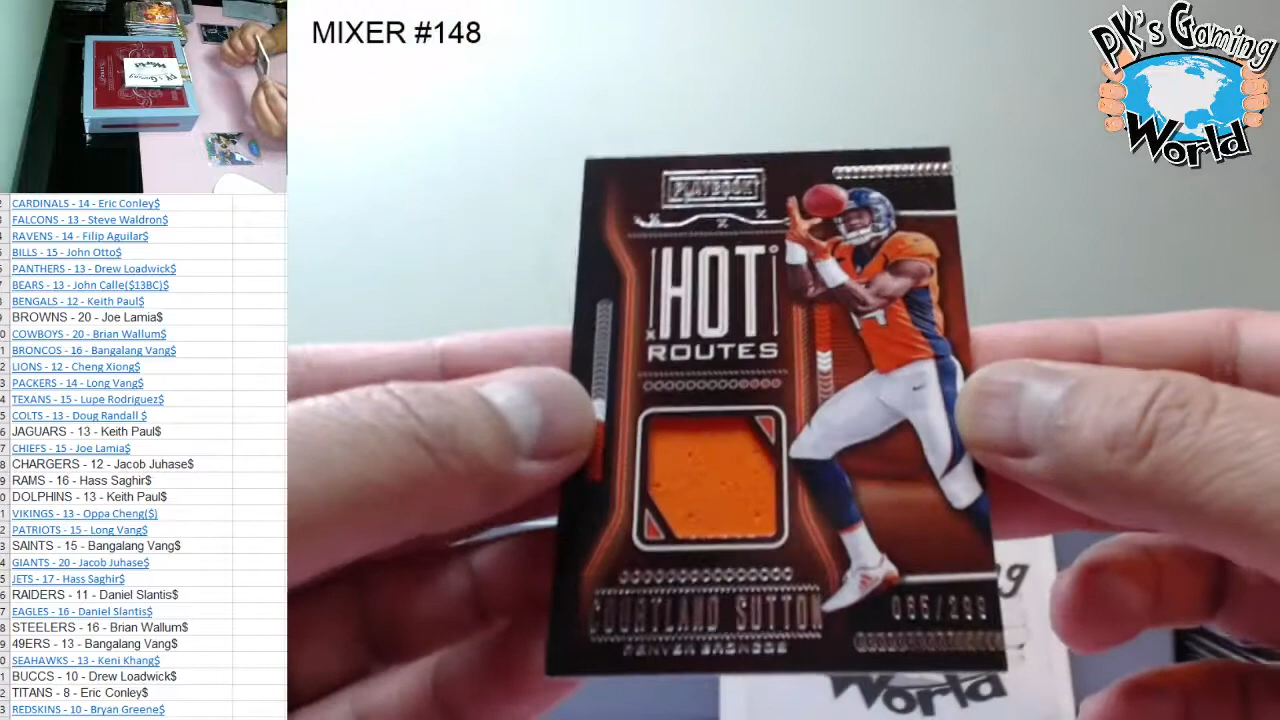 MIXER #148
PK's Gaming
World
CARDINALS - 14 - Eric Conley$
FALCONS - 13 - Steve Waldron$
RAVENS - 14 - Filip Aguilar$
BILLS - 15 - John Otto$
PANTHERS - 13 - Drew Loadwick$
BEARS - 13 - John Calle($13BC)$
BENGALS - 12 - Keith Paul$
BROWNS - 20 - Joe Lamia$
COWBOYS - 20 - Brian Wallum$
BRONCOS - 16 - Bangalang Vang$
LIONS - 12 - Cheng Xiong$
PACKERS - 14 - Long Vang$
TEXANS - 15 - Lupe Rodriguez$
COLTS - 13 - Doug Randall $
JAGUARS - 13 - Keith Paul$
CHIEFS - 15 - Joe Lamia$
CHARGERS - 12 - Jacob Juhase$
RAMS - 16 - Hass Saghir$
DOLPHINS - 13 - Keith Paul$
VIKINGS - 13 - Oppa Cheng($)
PATRIOTS - 15 - Long Vang$
SAINTS - 15 - Bangalang Vang$
GIANTS - 20 - Jacob Juhase$
JETS - 17 - Hass Saghir$
RAIDERS - 11 - Daniel Slantis$
EAGLES - 16 - Daniel Slantis$
STEELERS - 16 - Brian Wallum$
49ERS - 13 - Bangalang Vang$
SEAHAWKS - 13 - Keni Khang$
BUCCS - 10 - Drew Loadwick$
TITANS - 8 - Eric Conley$
REDSKINS - 10 - Bryan Greene$
PLAYBOOK
HOT
ROUTES
COURTLAND SUTTON
DENVER BRONCOS
085/299
World